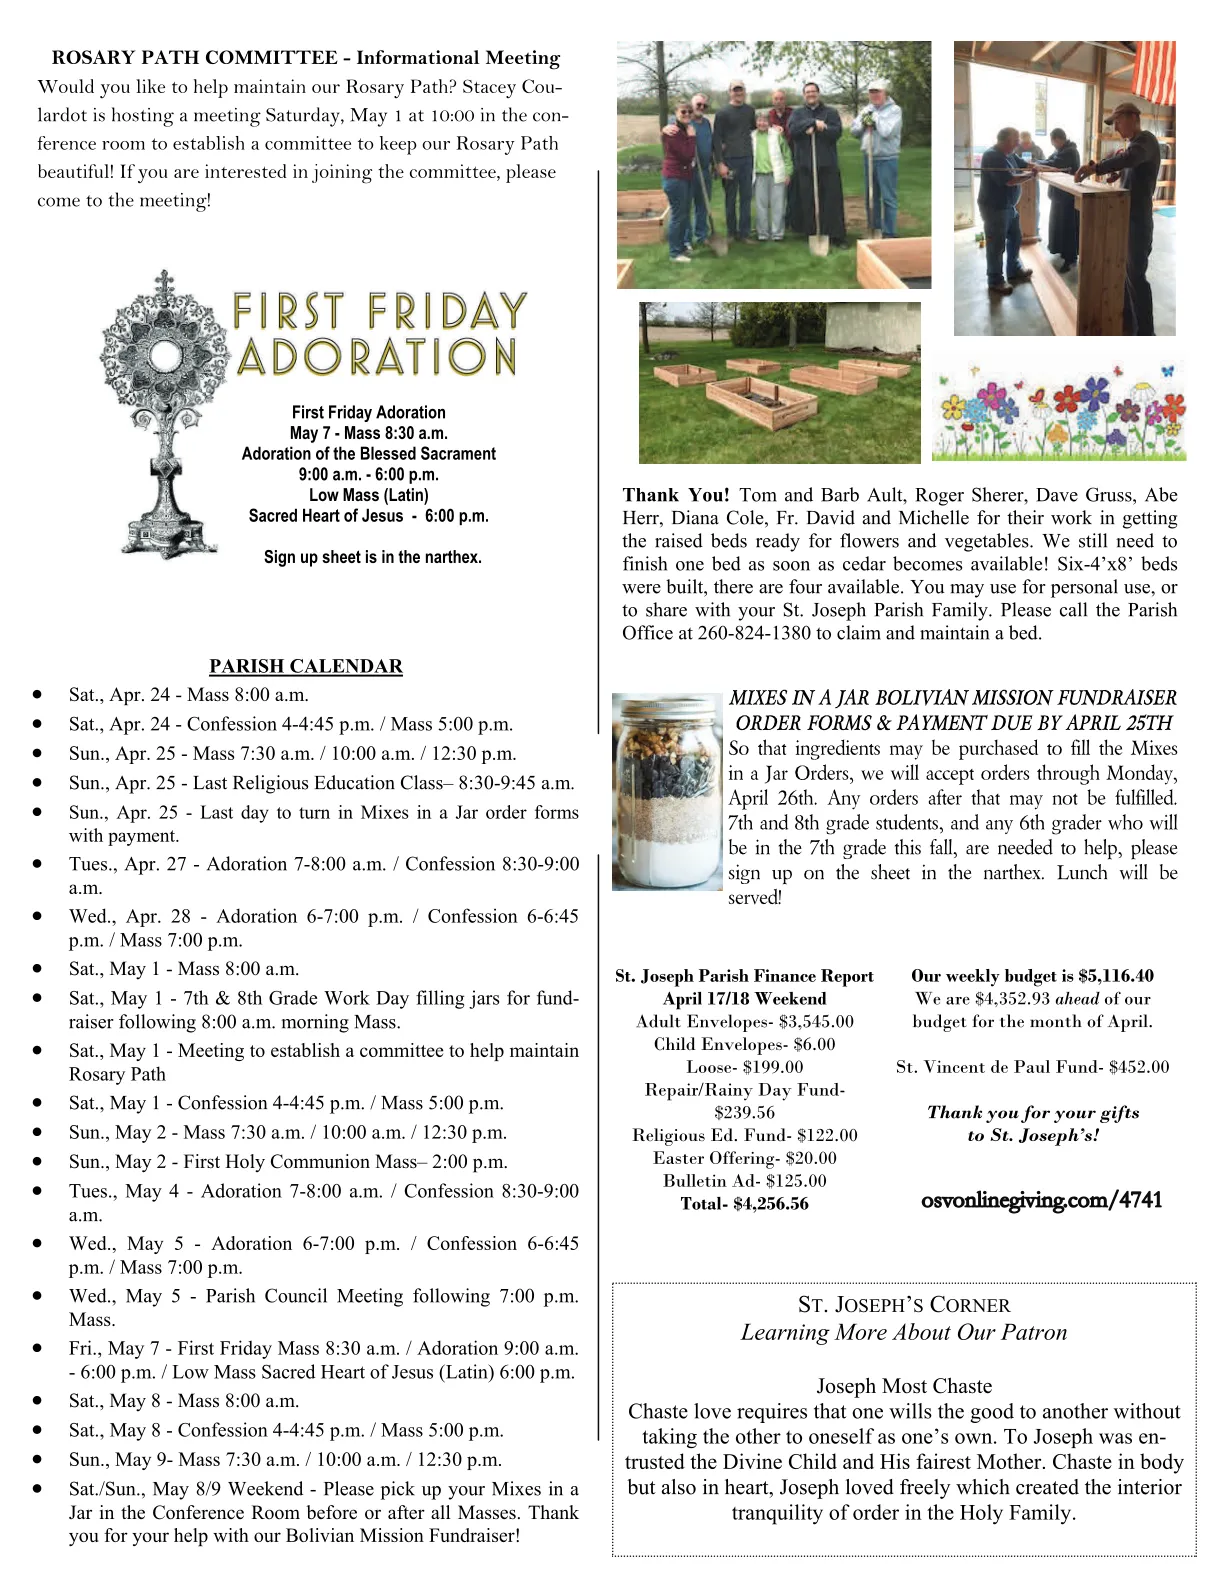 ROSARY PATH COMMITTEE - Informational Meeting
Would you like to help maintain our Rosary Path? Stacey Cou-
lardot is hosting a meeting Saturday, May 1 at 10:00 in the con-
ference room to establish a committee to keep our Rosary Path
beautiful! If you are interested in joining the committee, please
come to the meeting!
FIRST FRIDAY
ADORATION
First Friday Adoration
May 7 - Mass 8:30 a.m.
Adoration of the Blessed Sacrament
9:00 a.m. - 6:00 p.m.
Low Mass (Latin)
Sacred Heart of Jesus - 6:00 p.m.
Sign up sheet is in the narthex.
PARISH CALENDAR
• Sat., Apr. 24 - Mass 8:00 a.m.
• Sat., Apr. 24 - Confession 4-4:45 p.m. / Mass 5:00 p.m.
• Sun., Apr. 25 - Mass 7:30 a.m. / 10:00 a.m. / 12:30 p.m.
• Sun., Apr. 25 - Last Religious Education Class– 8:30-9:45 a.m.
• Sun., Apr. 25 - Last day to turn in Mixes in a Jar order forms
with payment.
• Tues., Apr. 27 - Adoration 7-8:00 a.m. / Confession 8:30-9:00
a.m.
• Wed., Apr. 28 - Adoration 6-7:00 p.m. / Confession 6-6:45
p.m. / Mass 7:00 p.m.
• Sat., May 1 - Mass 8:00 a.m.
• Sat., May 1 - 7th & 8th Grade Work Day filling jars for fund-
raiser following 8:00 a.m. morning Mass.
• Sat., May 1 - Meeting to establish a committee to help maintain
Rosary Path
• Sat., May 1 - Confession 4-4:45 p.m. / Mass 5:00 p.m.
• Sun., May 2 - Mass 7:30 a.m. / 10:00 a.m. / 12:30 p.m.
• Sun., May 2 - First Holy Communion Mass– 2:00 p.m.
• Tues., May 4 - Adoration 7-8:00 a.m. / Confession 8:30-9:00
a.m.
• Wed., May 5 - Adoration 6-7:00 p.m. / Confession 6-6:45
p.m. / Mass 7:00 p.m.
• Wed., May 5 - Parish Council Meeting following 7:00 p.m.
Mass.
• Fri., May 7 - First Friday Mass 8:30 a.m. / Adoration 9:00 a.m.
- 6:00 p.m. / Low Mass Sacred Heart of Jesus (Latin) 6:00 p.m.
• Sat., May 8 - Mass 8:00 a.m.
• Sat., May 8 - Confession 4-4:45 p.m. / Mass 5:00 p.m.
• Sun., May 9- Mass 7:30 a.m. / 10:00 a.m. / 12:30 p.m.
• Sat./Sun., May 8/9 Weekend - Please pick up your Mixes in a
Jar in the Conference Room before or after all Masses. Thank
you for your help with our Bolivian Mission Fundraiser!
Thank You! Tom and Barb Ault, Roger Sherer, Dave Gruss, Abe
Herr, Diana Cole, Fr. David and Michelle for their work in getting
the raised beds ready for flowers and vegetables. We still need to
finish one bed as soon as cedar becomes available! Six-4’x8’ beds
were built, there are four available. You may use for personal use, or
to share with your St. Joseph Parish Family. Please call the Parish
Office at 260-824-1380 to claim and maintain a bed.
MIXES IN A JAR BOLIVIAN MISSION FUNDRAISER
ORDER FORMS & PAYMENT DUE BY APRIL 25TH
So that ingredients may be purchased to fill the Mixes
in a Jar Orders, we will accept orders through Monday,
April 26th. Any orders after that may not be fulfilled.
7th and 8th grade students, and any 6th grader who will
be in the 7th grade this fall, are needed to help, please
sign up on the sheet in the narthex. Lunch will be
served!
St. Joseph Parish Finance Report
April 17/18 Weekend
Adult Envelopes- $3,545.00
Child Envelopes- $6.00
Loose- $199.00
Repair/Rainy Day Fund-
$239.56
Religious Ed. Fund- $122.00
Easter Offering- $20.00
Bulletin Ad- $125.00
Total- $4,256.56
Our weekly budget is $5,116.40
We are $4,352.93 ahead of our
budget for the month of April.
St. Vincent de Paul Fund- $452.00
Thank you for your gifts
to St. Joseph’s!
osvonlinegiving.com/4741
ST. JOSEPH’S CORNER
Learning More About Our Patron
Joseph Most Chaste
Chaste love requires that one wills the good to another without
taking the other to oneself as one’s own. To Joseph was en-
trusted the Divine Child and His fairest Mother. Chaste in body
but also in heart, Joseph loved freely which created the interior
tranquility of order in the Holy Family.